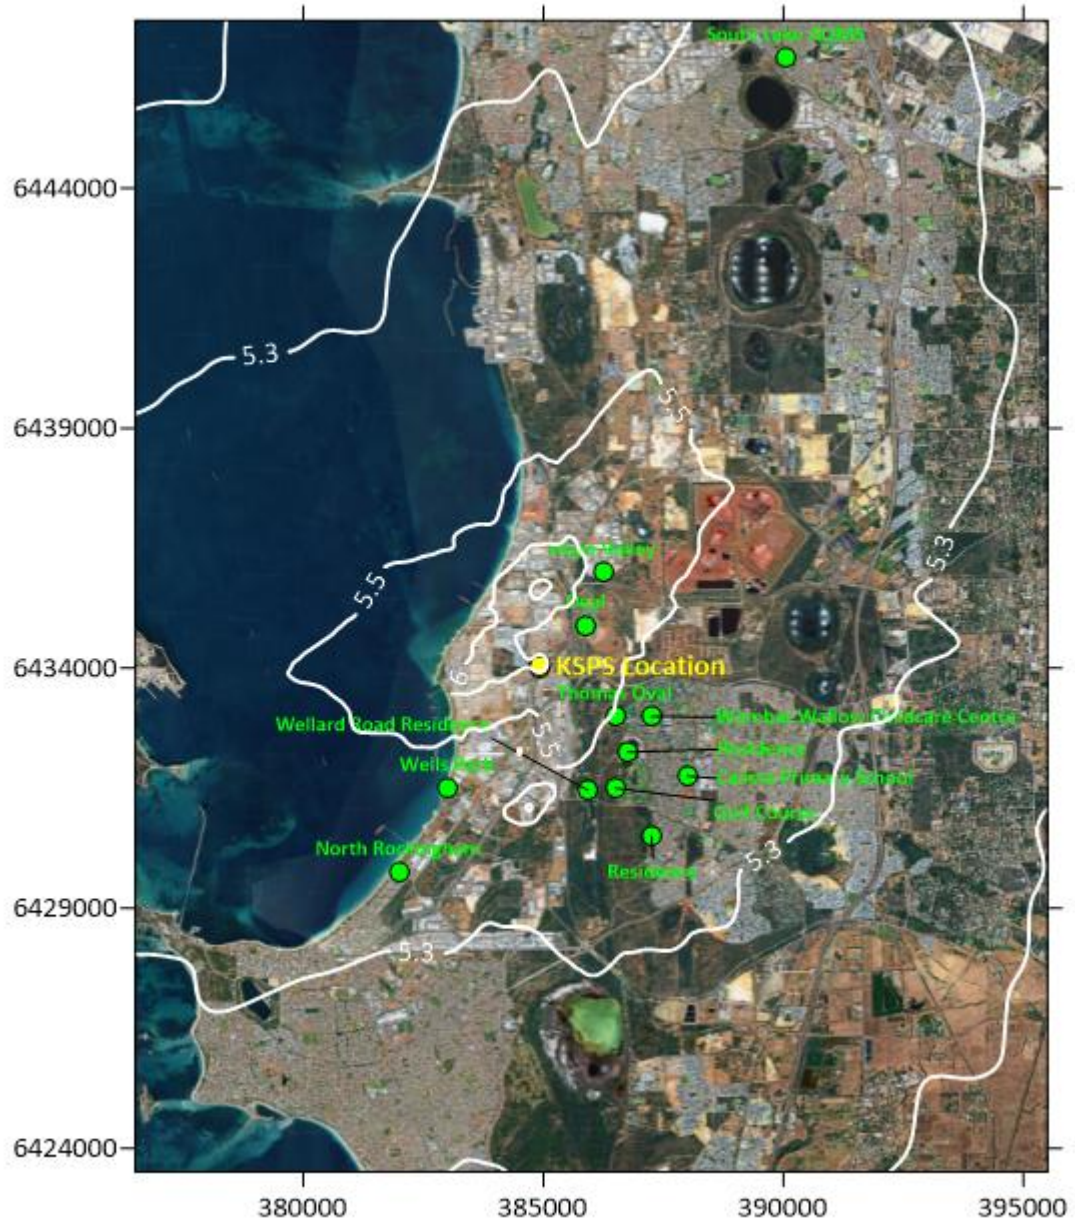 South Lake
6444000
5.3
6439000
5.5
5.5
5.3
Oval
6434000
6
KSPS Location
Thomas Oval
Wellard Road Residence
5.5
Wombat Wallow Childcare Centre
Residence
Wells Park
Calista Primary School
Golf Course
North Rockingham
5.3
Residence
6429000
5.3
6424000
380000
385000
390000
395000